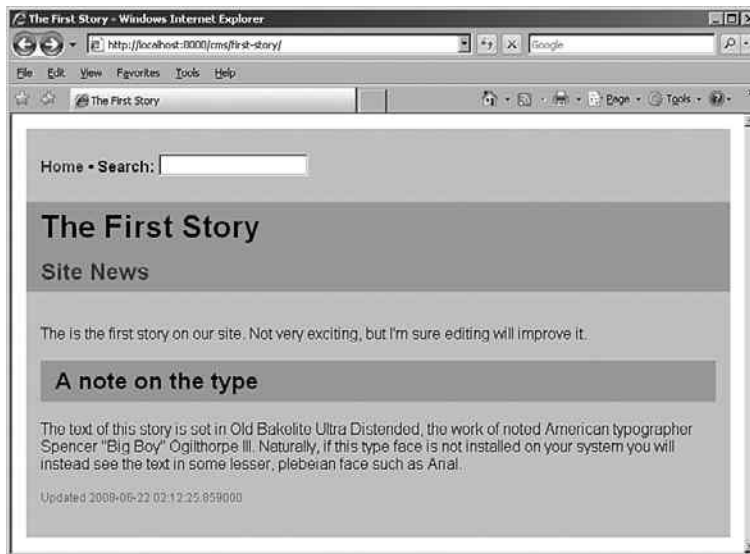 The First Story - Windows Internet Explorer
http://localhost:8000/cms/first-story/
Google
File Edit View Favorites Tools Help
The First Story
Page Tools
Home • Search:
The First Story
Site News
The is the first story on our site. Not very exciting, but I'm sure editing will improve it.
A note on the type
The text of this story is set in Old Bakelite Ultra Distended, the work of noted American typographer
Spencer "Big Boy" Ogilthorpe III. Naturally, if this type face is not installed on your system you will
instead see the text in some lesser, plebeian face such as Arial.
Updated 2008-06-22 02:12:25.859000